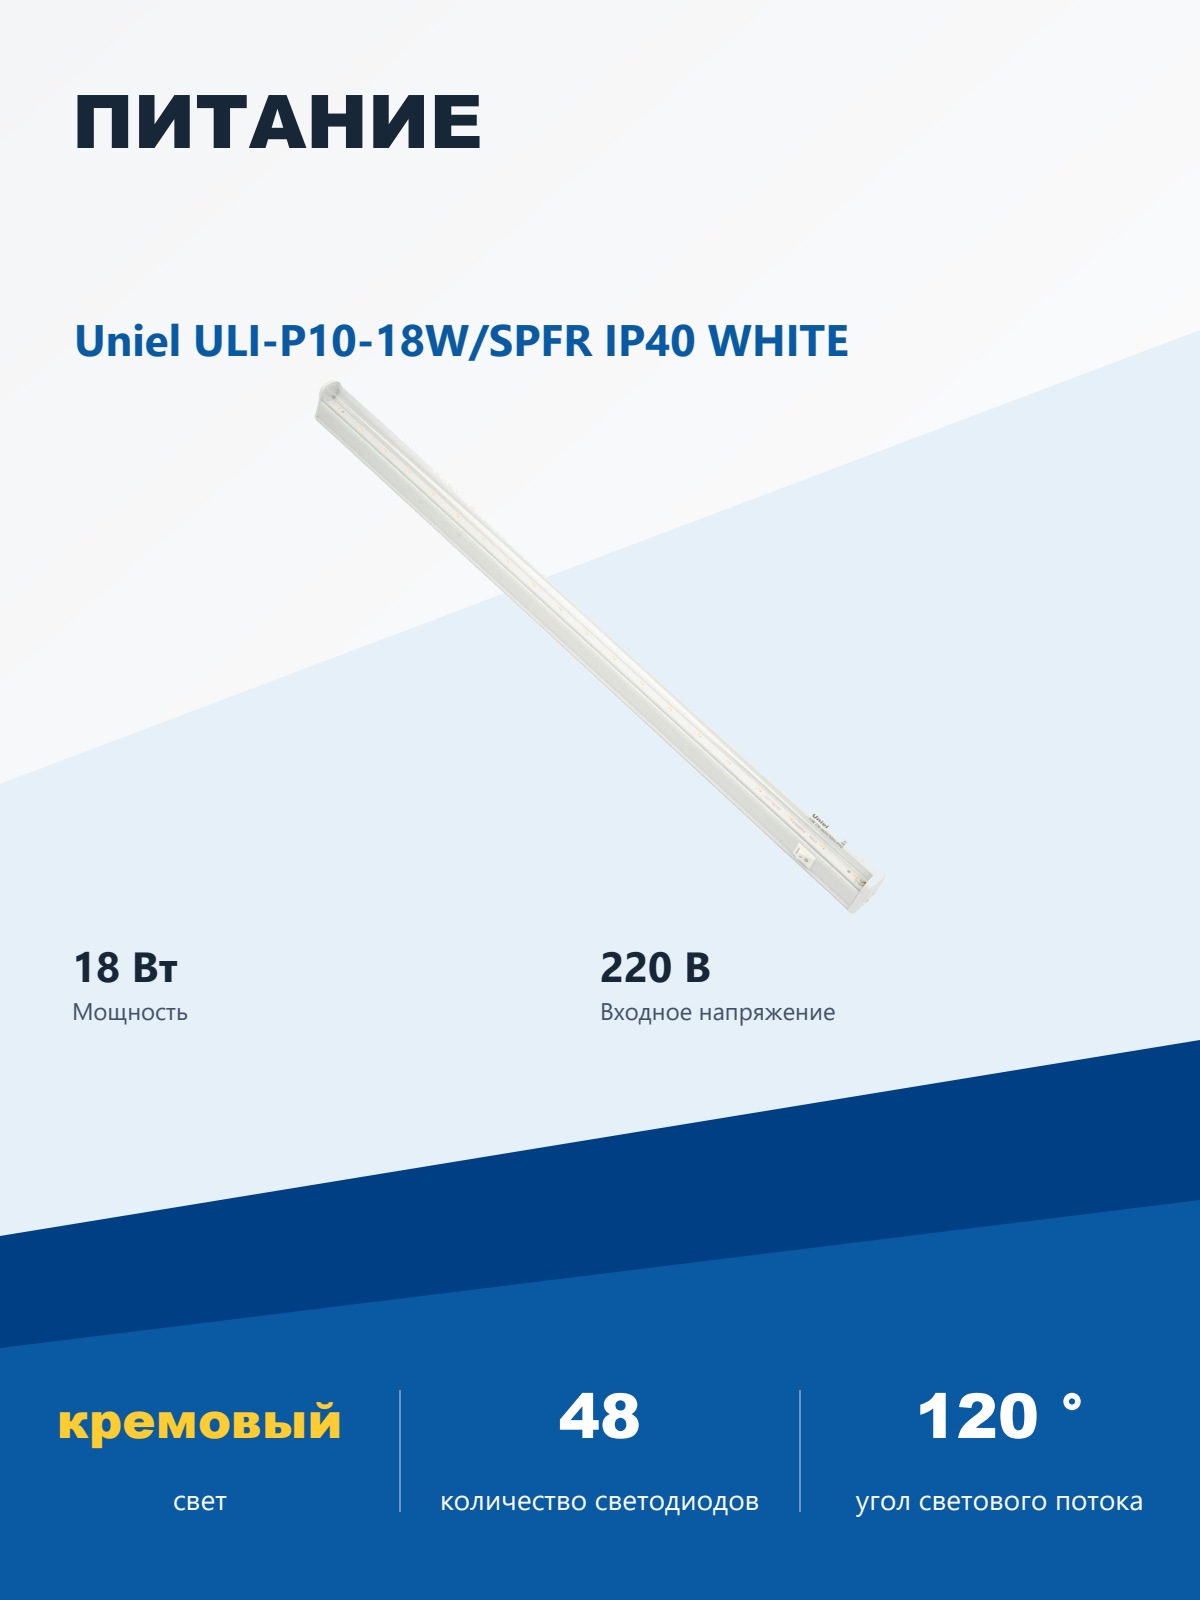 ПИТАНИЕ
Uniel ULI-P10-18W/SPFR IP40 WHITE
Uniel
18 Вт
Мощность
220 В
Входное напряжение
кремовый
свет
48
количество светодиодов
120 °
угол светового потока